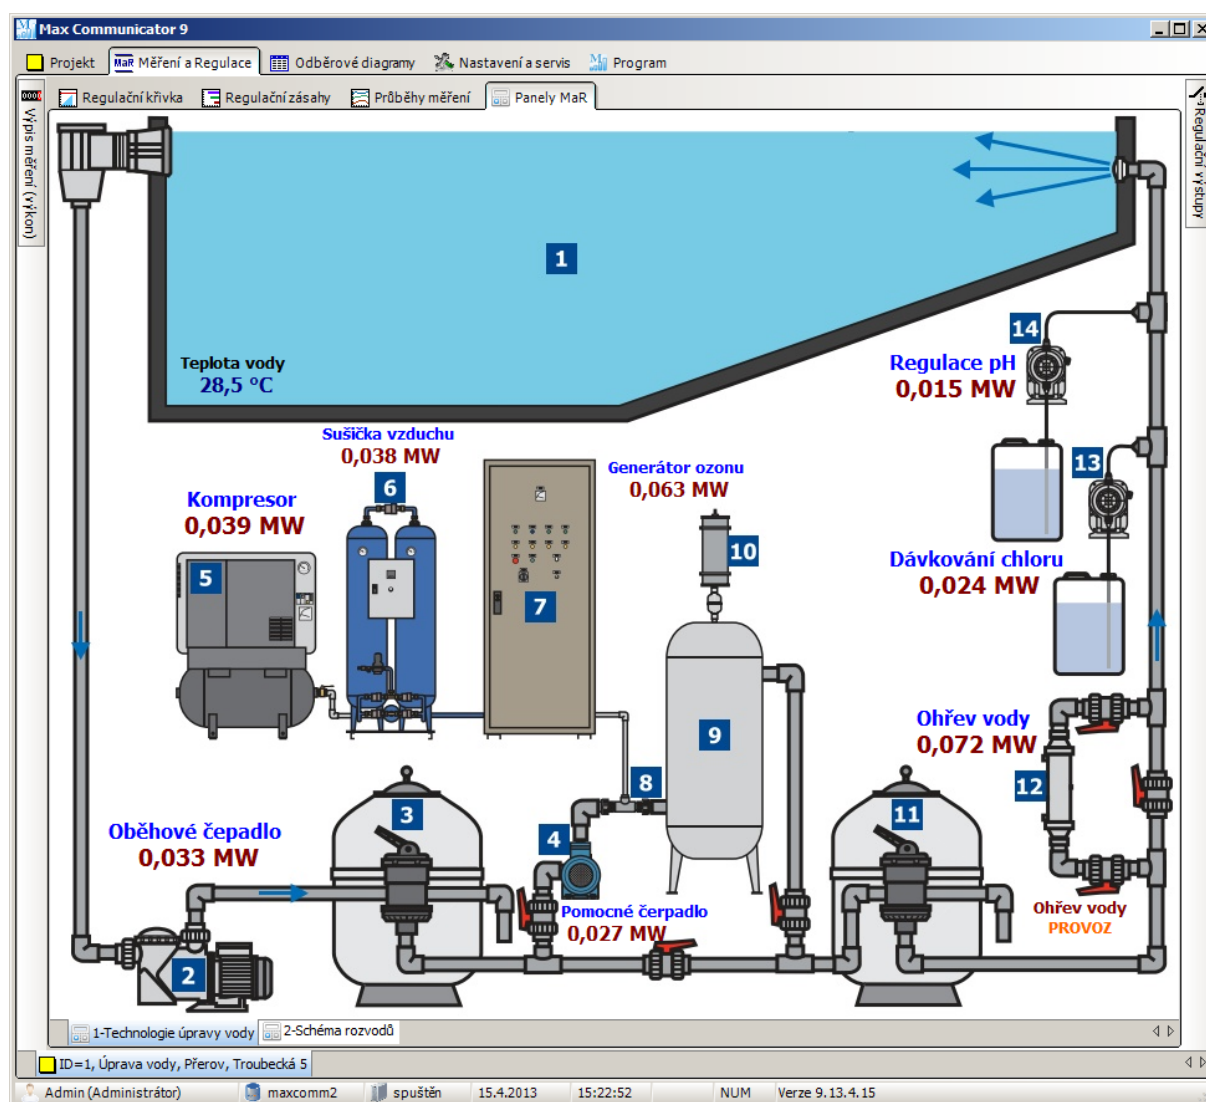 Max Communicator 9
Projekt
MaR Měření a Regulace
Odběrové diagramy
Nastavení a servis
Program
Regulační křivka
Regulační zásahy
Průběhy měření
Panely MaR
Výpis měření (výkon)
Regulační výstupy
1
Teplota vody
28,5 °C
14
Regulace pH
0,015 MW
Sušička vzduchu
0,038 MW
6
Generátor ozonu
0,063 MW
13
Kompresor
0,039 MW
10
5
7
Dávkování chloru
0,024 MW
9
Ohřev vody
0,072 MW
8
12
3
11
4
Oběhové čepadlo
0,033 MW
Pomocné čerpadlo
0,027 MW
Ohřev vody
PROVOZ
2
1-Technologie úpravy vody
2-Schéma rozvodů
ID=1, Úprava vody, Přerov, Troubecká 5
Admin (Administrátor)
maxcomm2
spuštěn
15.4.2013
15:22:52
NUM
Verze 9.13.4.15